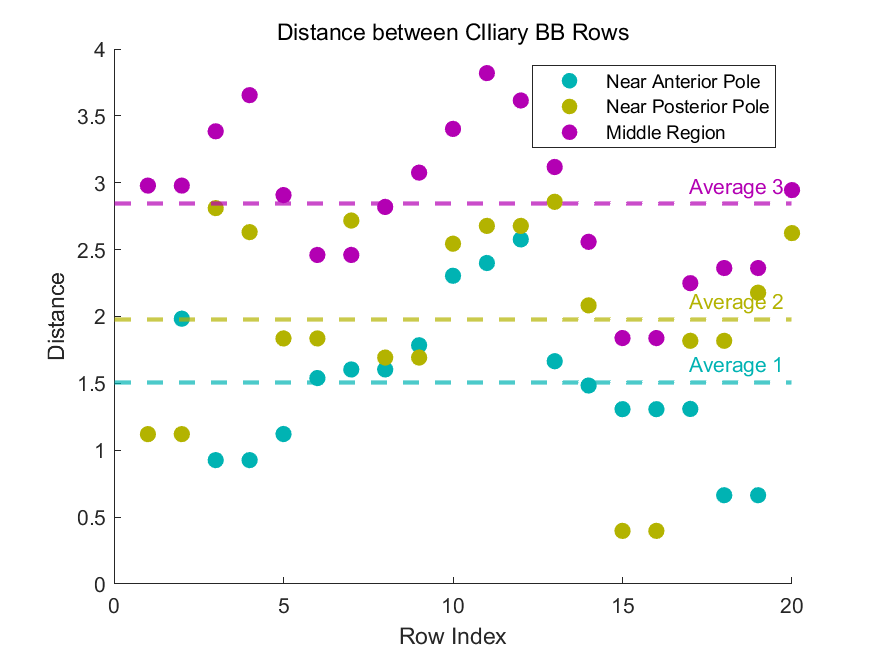 Distance between CIliary BB Rows
Near Anterior Pole
Near Posterior Pole
Middle Region
4
3.5
3
2.5
2
1.5
1
0.5
0
Distance
Average 3
Average 2
Average 1
0
5
10
15
20
Row Index